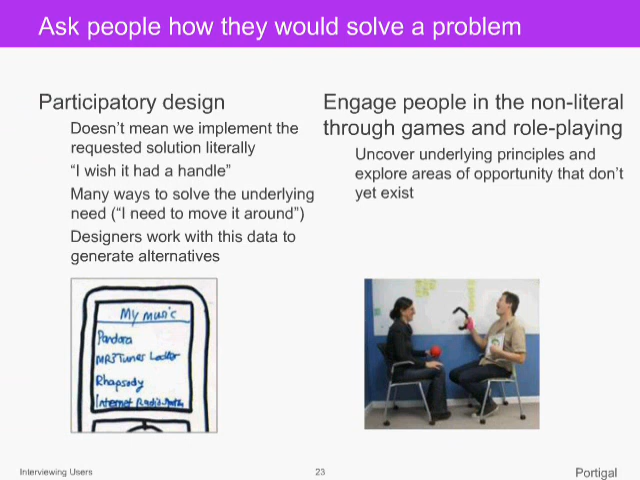 Ask people how they would solve a problem
Participatory design
Doesn’t mean we implement the
requested solution literally
“I wish it had a handle”
Many ways to solve the underlying
need (“I need to move it around”)
Designers work with this data to
generate alternatives
Engage people in the non-literal
through games and role-playing
Uncover underlying principles and
explore areas of opportunity that don’t
yet exist
My music
Pandora
Rhapsody
Internet
Interviewing Users
23
Portigal